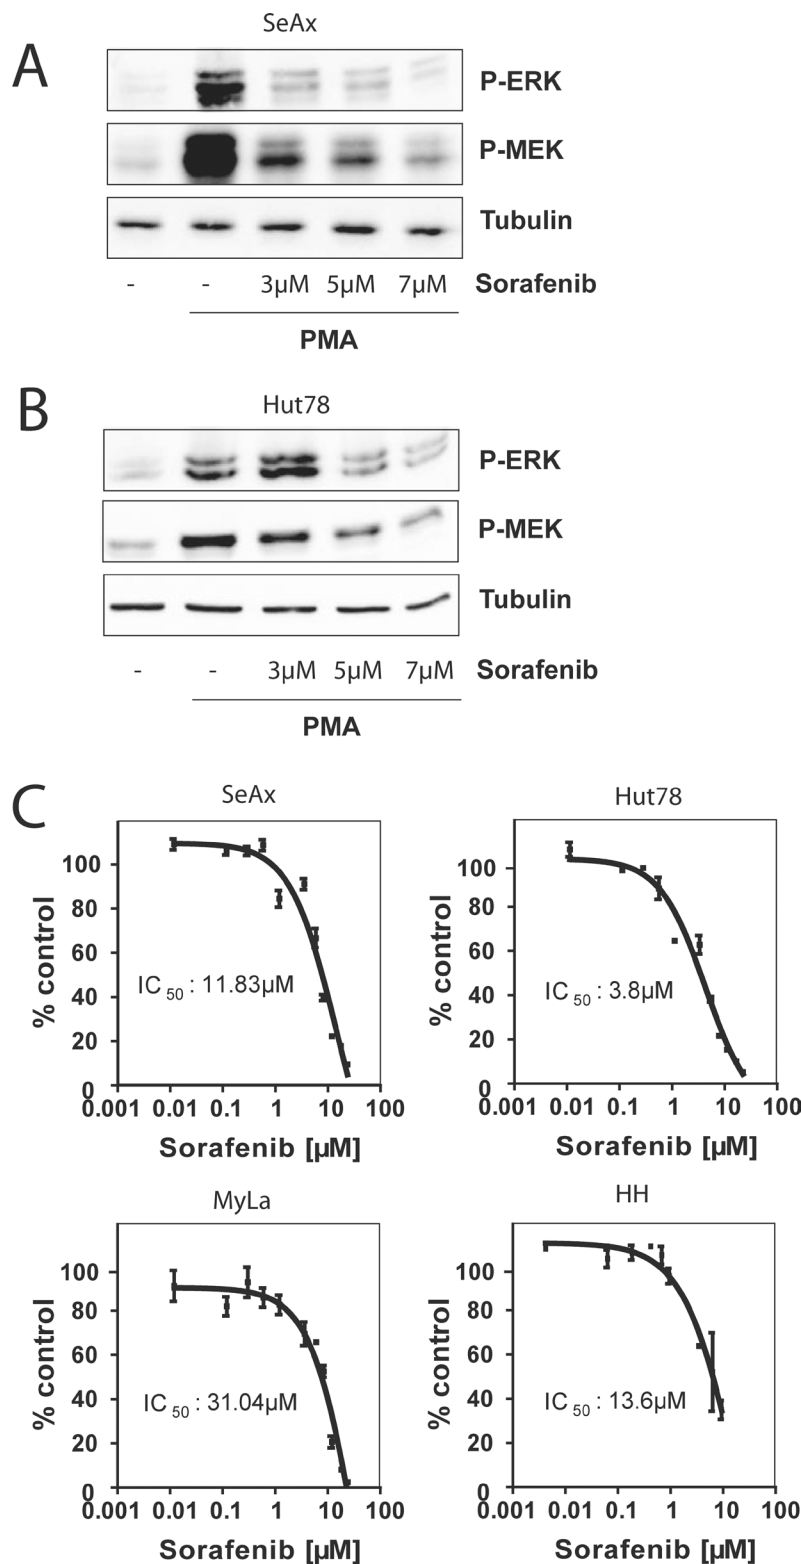 A
SeAx
P-ERK
P-MEK
Tubulin
- - 3µM 5µM 7µM Sorafenib
PMA
B
Hut78
P-ERK
P-MEK
Tubulin
- - 3µM 5µM 7µM Sorafenib
PMA
C
SeAx
% control
100
80
60
40
20
0
IC 50 : 11.83µM
0.001 0.01 0.1 1 10 100
Sorafenib [µM]
Hut78
% control
100
80
60
40
20
0
IC 50 : 3.8µM
0.001 0.01 0.1 1 10 100
Sorafenib [µM]
MyLa
% control
100
80
60
40
20
0
IC 50 : 31.04µM
0.001 0.01 0.1 1 10 100
Sorafenib [µM]
HH
% control
100
80
60
40
20
0
IC 50 : 13.6µM
0.001 0.01 0.1 1 10 100
Sorafenib [µM]